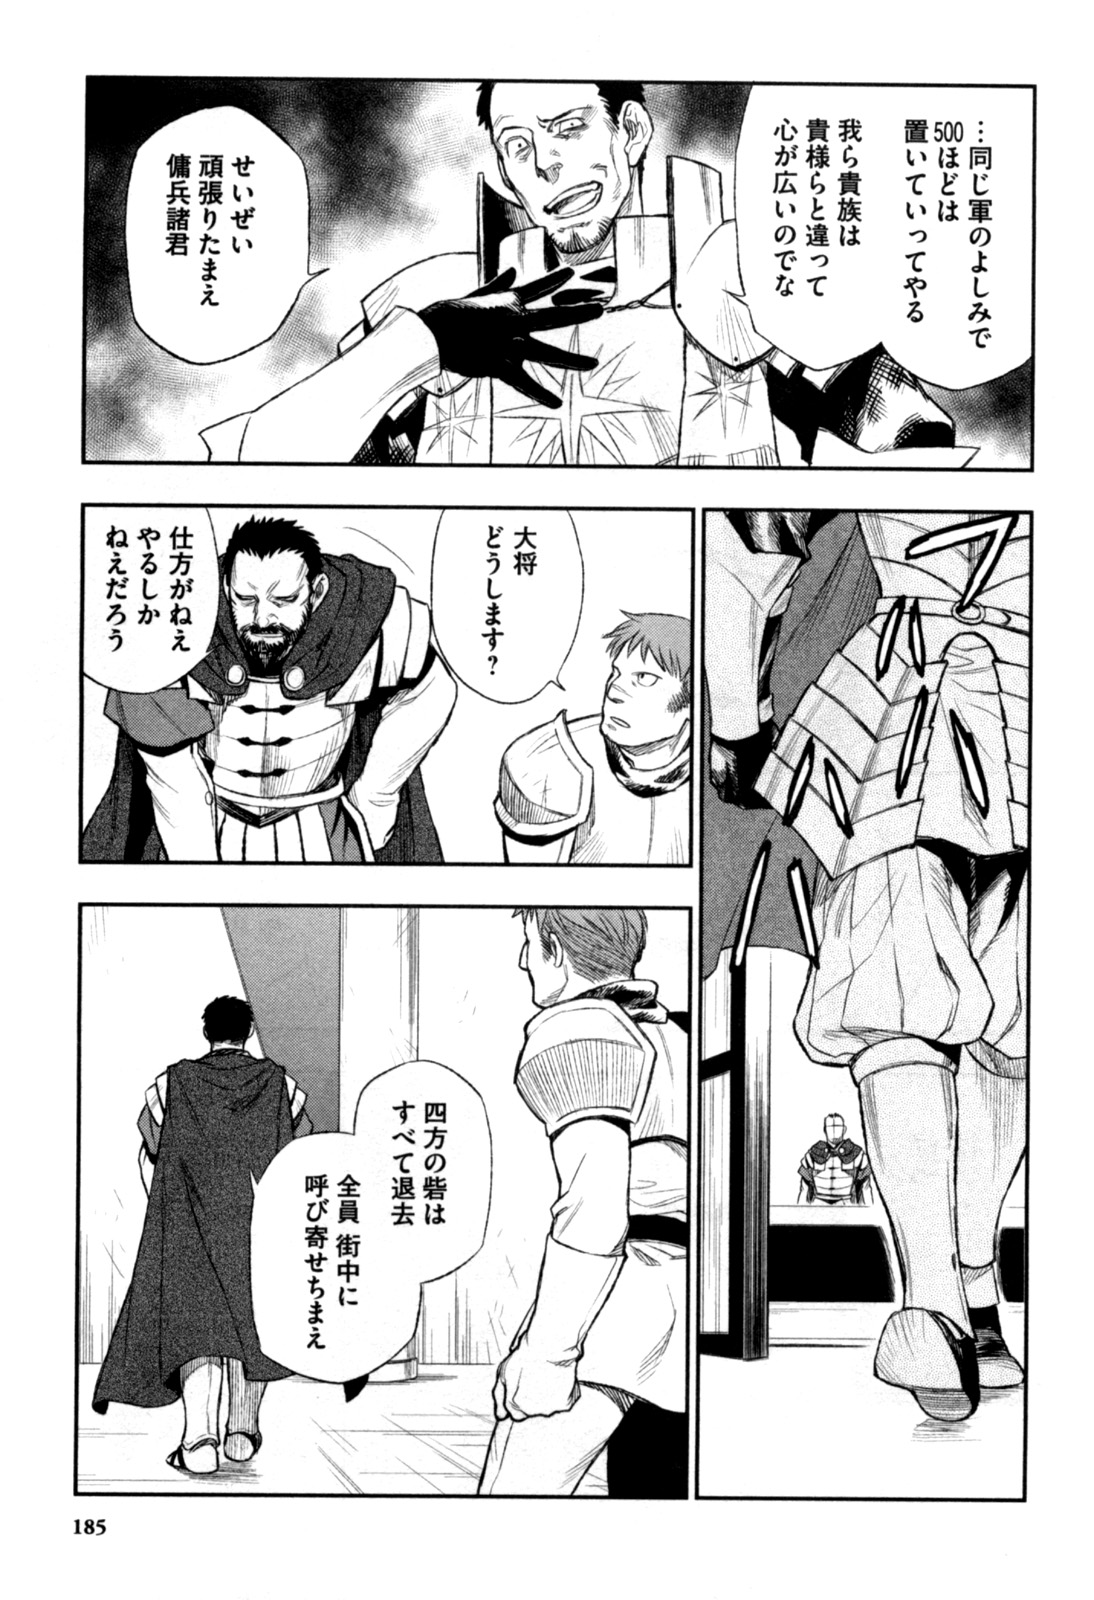 …同じ軍のよしみで
500ほどは
置いていってやる
我ら貴族は
貴様らと違って
心が広いのでな
せいぜい
頑張りたまえ
傭兵諸君
フン
大将
どうします?
仕方がねえ
やるしか
ねえだろう
四方の砦は
すべて退去
全員 街中に
呼び寄せちまえ
185